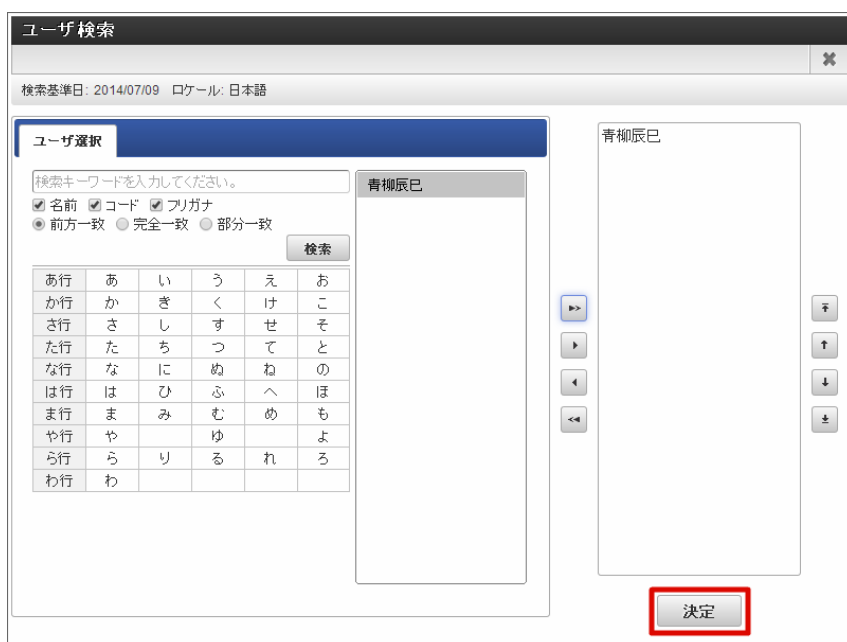 ユーザ検索
✖
検索基準日: 2014/07/09 ロケール: 日本語
ユーザ選択
検索キーワードを入力してください。
名前 コード フリガナ
前方一致 完全一致 部分一致
検索
あ行 あ い う え お
か行 か き く け こ
さ行 さ し す せ そ
た行 た ち つ て と
な行 な に ぬ ね の
は行 は ひ ふ へ ほ
ま行 ま み む め も
や行 や ゆ よ
ら行 ら り る れ ろ
わ行 わ
青柳辰巳
青柳辰巳
決定